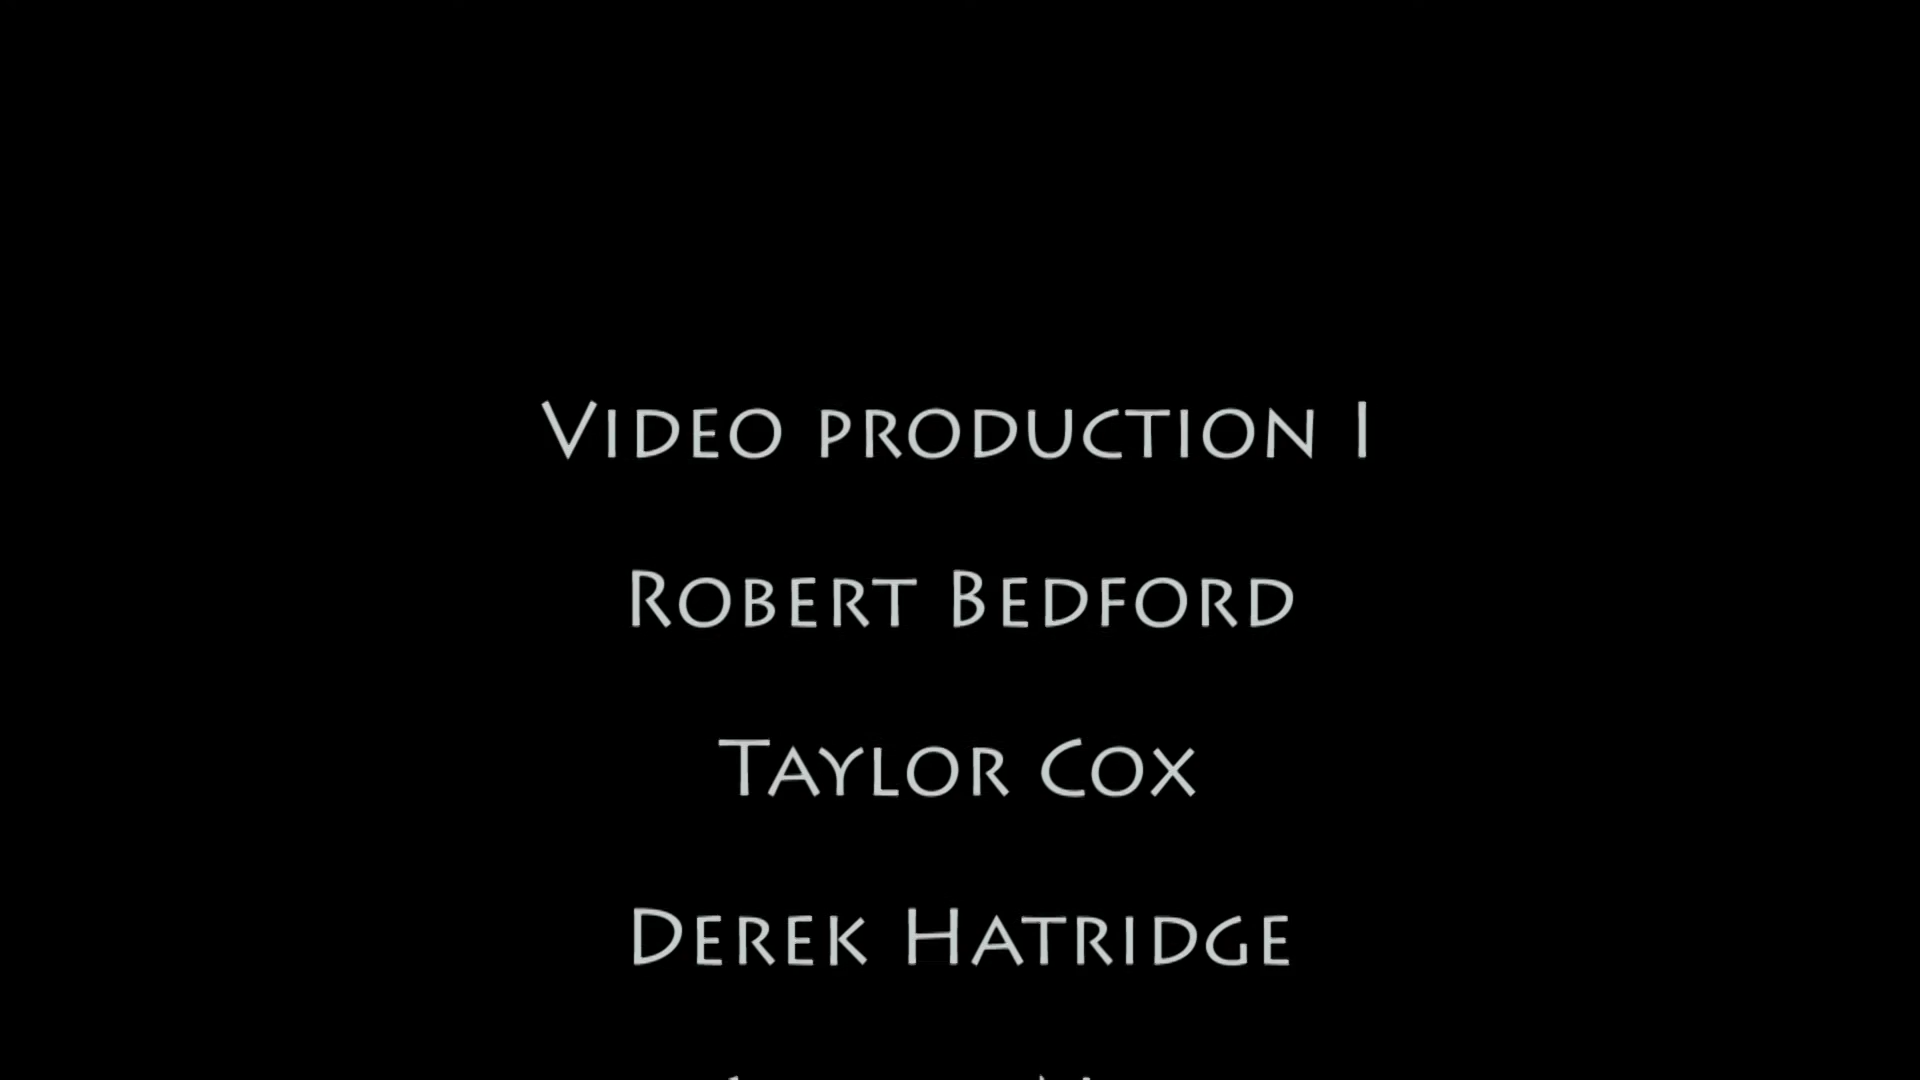 Video production I
Robert Bedford
Taylor Cox
Derek Hatridge